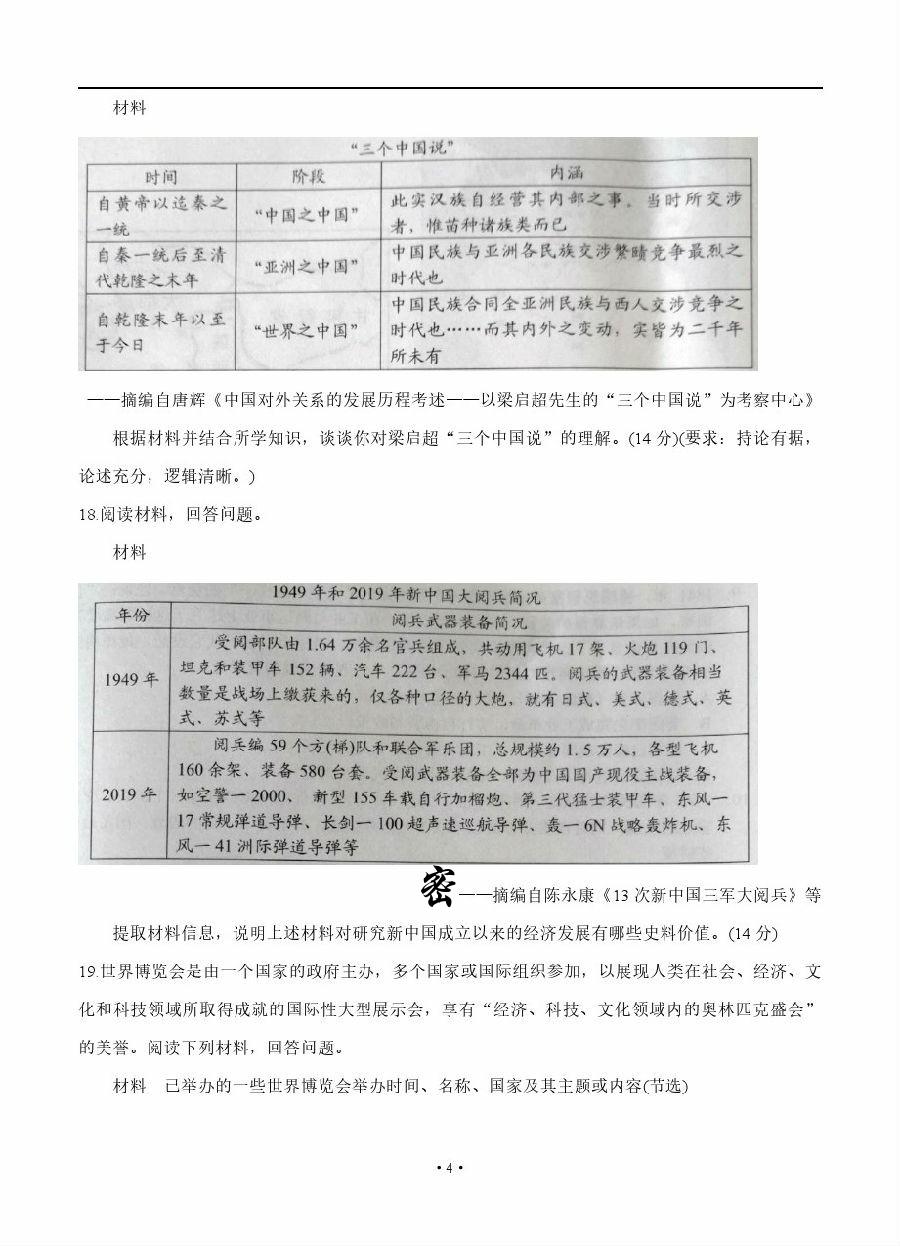 材料
“三个中国说”
时间 阶段 内涵
自黄帝以迄秦之一统 “中国之中国” 此实汉族自经营其内部之事。当时所交涉者，惟苗种诸族类而已
自秦一统后至清代乾隆之末年 “亚洲之中国” 中国民族与亚洲各民族交涉繁赜竞争最烈之时代也
自乾隆末年以至于今日 “世界之中国” 中国民族合同全亚洲民族与西人交涉竞争之时代也……而其内外之变动，实皆为二千年所未有
——摘编自唐辉《中国对外关系的发展历程考述——以梁启超先生的“三个中国说”为考察中心》
根据材料并结合所学知识，谈谈你对梁启超“三个中国说”的理解。(14 分)(要求：持论有据，
论述充分，逻辑清晰。)
18.阅读材料，回答问题。
材料
1949 年和 2019 年新中国大阅兵简况
年份 阅兵武器装备简况
1949 年 受阅部队由 1.64 万余名官兵组成，共动用飞机 17 架、火炮 119 门、
坦克和装甲车 152 辆、汽车 222 台、军马 2344 匹。阅兵的武器装备相当
数量是战场上缴获来的，仅各种口径的大炮，就有日式、美式、德式、英
式、苏式等
2019 年 阅兵编 59 个方(梯)队和联合军乐团，总规模约 1.5 万人，各型飞机
160 余架、装备 580 台套。受阅武器装备全部为中国国产现役主战装备，
如空警一2000、 新型 155 车载自行加榴炮、第三代猛士装甲车、东风一
17 常规弹道导弹、长剑一100 超声速巡航导弹、轰一6N 战略轰炸机、东
风一41 洲际弹道导弹等
密——摘编自陈永康《13 次新中国三军大阅兵》等
提取材料信息，说明上述材料对研究新中国成立以来的经济发展有哪些史料价值。(14 分)
19.世界博览会是由一个国家的政府主办，多个国家或国际组织参加，以展现人类在社会、经济、文
化和科技领域所取得成就的国际性大型展示会，享有“经济、科技、文化领域内的奥林匹克盛会”
的美誉。阅读下列材料，回答问题。
材料 已举办的一些世界博览会举办时间、名称、国家及其主题或内容(节选)
·4·